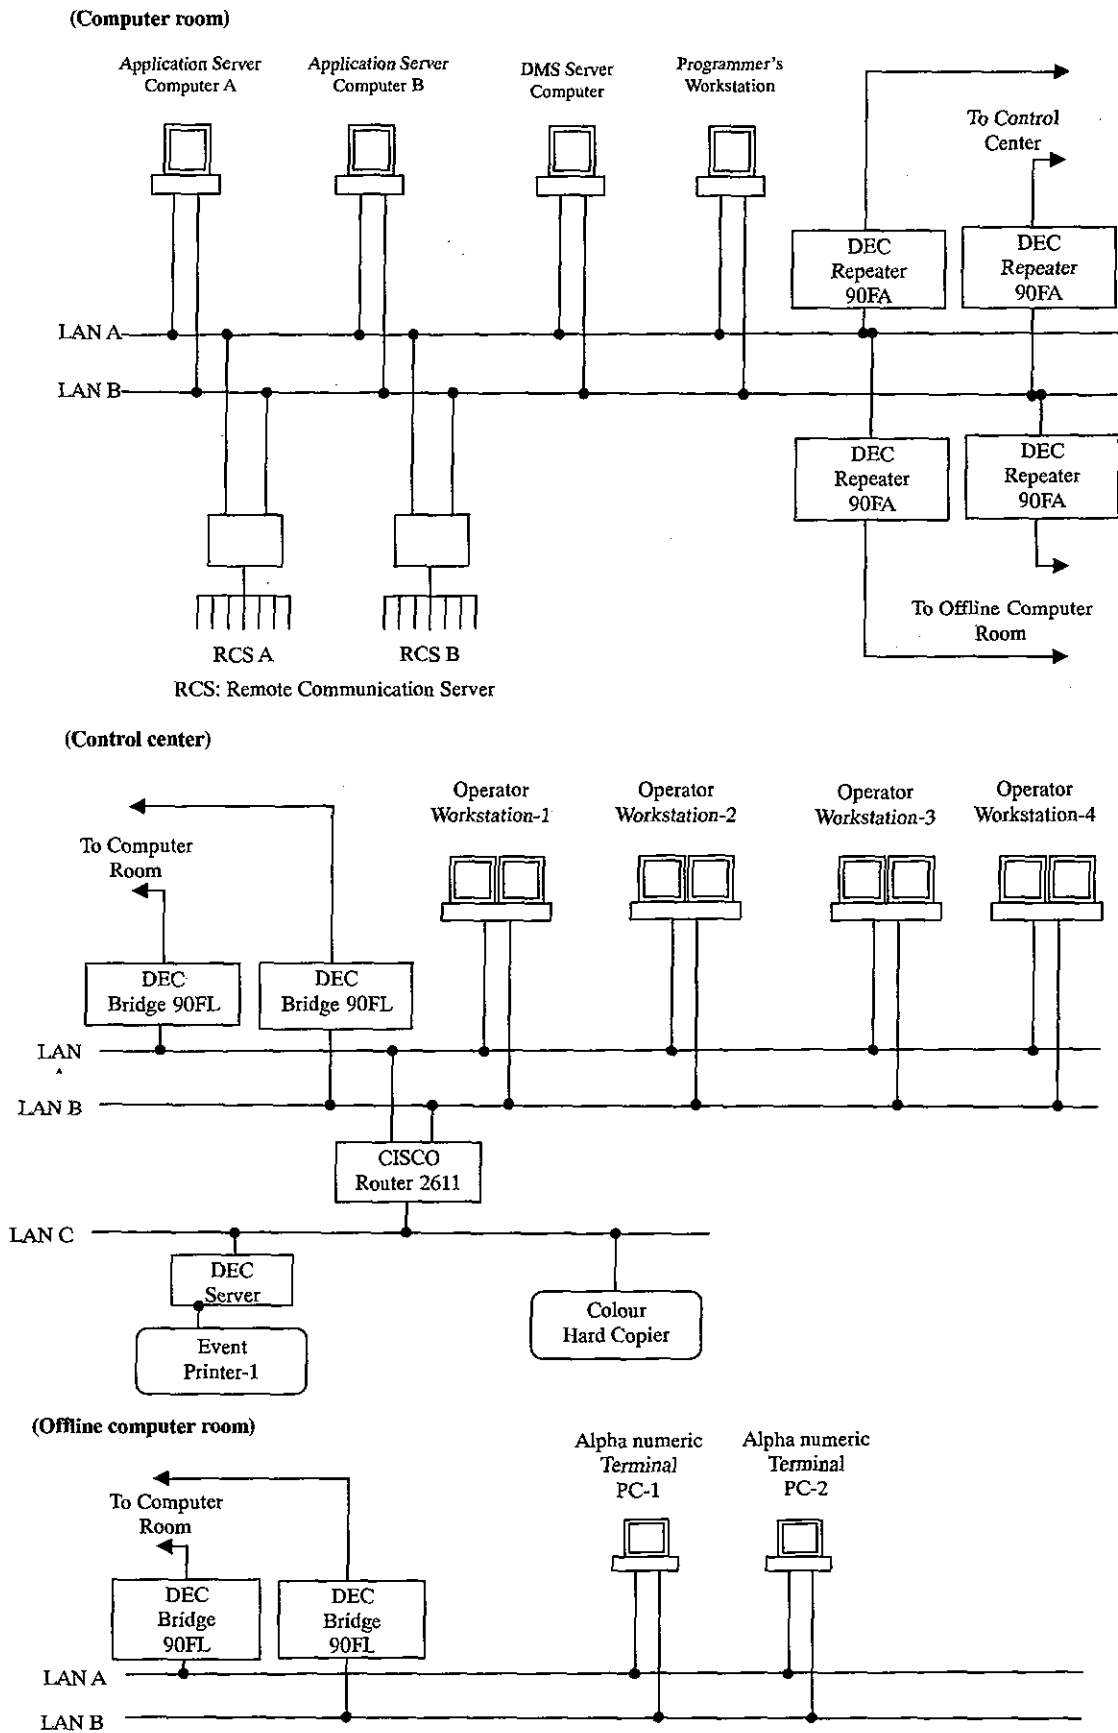 (Computer room)
Application Server
Computer A
Application Server
Computer B
DMS Server
Computer
Programmer's
Workstation
To Control
Center
DEC
Repeater
90FA
DEC
Repeater
90FA
LAN A
LAN B
DEC
Repeater
90FA
DEC
Repeater
90FA
To Offline Computer
Room
RCS A
RCS B
RCS: Remote Communication Server
(Control center)
Operator
Workstation-1
Operator
Workstation-2
Operator
Workstation-3
Operator
Workstation-4
To Computer
Room
DEC
Bridge 90FL
DEC
Bridge 90FL
LAN
A
LAN B
CISCO
Router 2611
LAN C
DEC
Server
Event
Printer-1
Colour
Hard Copier
(Offline computer room)
Alpha numeric
Terminal
PC-1
Alpha numeric
Terminal
PC-2
To Computer
Room
DEC
Bridge
90FL
DEC
Bridge
90FL
LAN A
LAN B